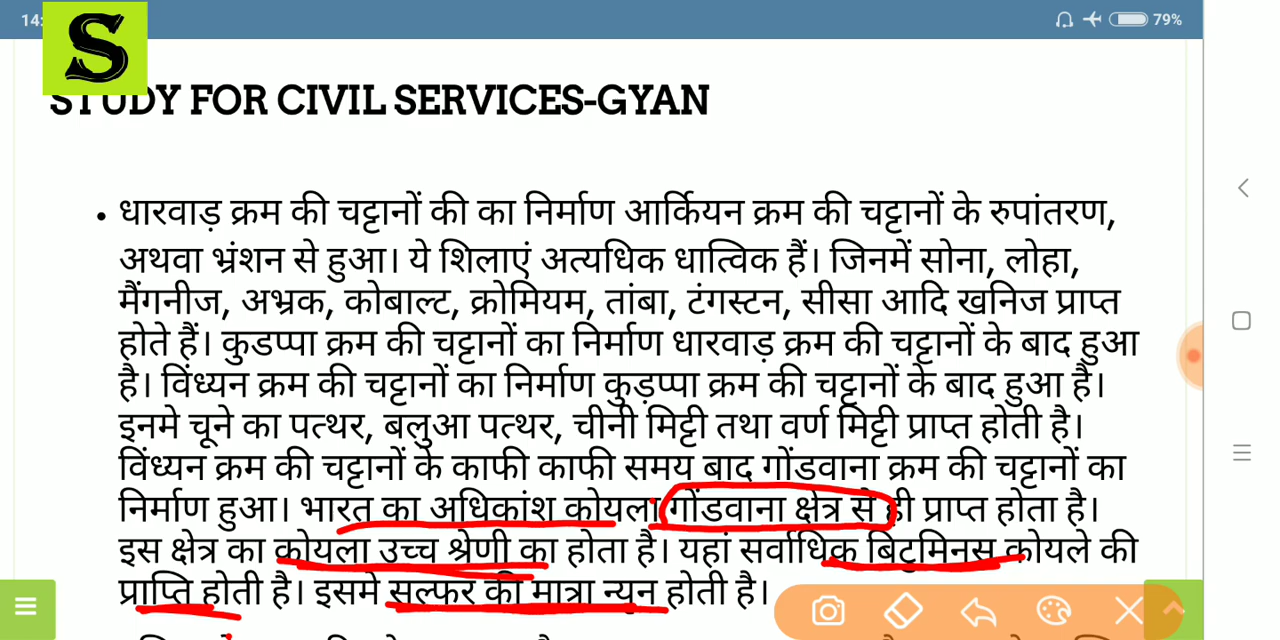 14:
79%
S
STUDY FOR CIVIL SERVICES-GYAN
• धारवाड़ क्रम की चट्टानों की का निर्माण आर्कियन क्रम की चट्टानों के रुपांतरण,
अथवा भ्रंशन से हुआ। ये शिलाएं अत्यधिक धात्विक हैं। जिनमें सोना, लोहा,
मैंगनीज, अभ्रक, कोबाल्ट, क्रोमियम, तांबा, टंगस्टन, सीसा आदि खनिज प्राप्त
होते हैं। कुडप्पा क्रम की चट्टानों का निर्माण धारवाड़ क्रम की चट्टानों के बाद हुआ
है। विंध्यन क्रम की चट्टानों का निर्माण कुड़प्पा क्रम की चट्टानों के बाद हुआ है।
इनमे चूने का पत्थर, बलुआ पत्थर, चीनी मिट्टी तथा वर्ण मिट्टी प्राप्त होती है।
विंध्यन क्रम की चट्टानों के काफी काफी समय बाद गोंडवाना क्रम की चट्टानों का
निर्माण हुआ। भारत का अधिकांश कोयला गोंडवाना क्षेत्र से ही प्राप्त होता है।
इस क्षेत्र का कोयला उच्च श्रेणी का होता है। यहां सर्वाधिक बिटुमिनस कोयले की
प्राप्ति होती है। इसमे सल्फर की मात्रा न्यून होती है।